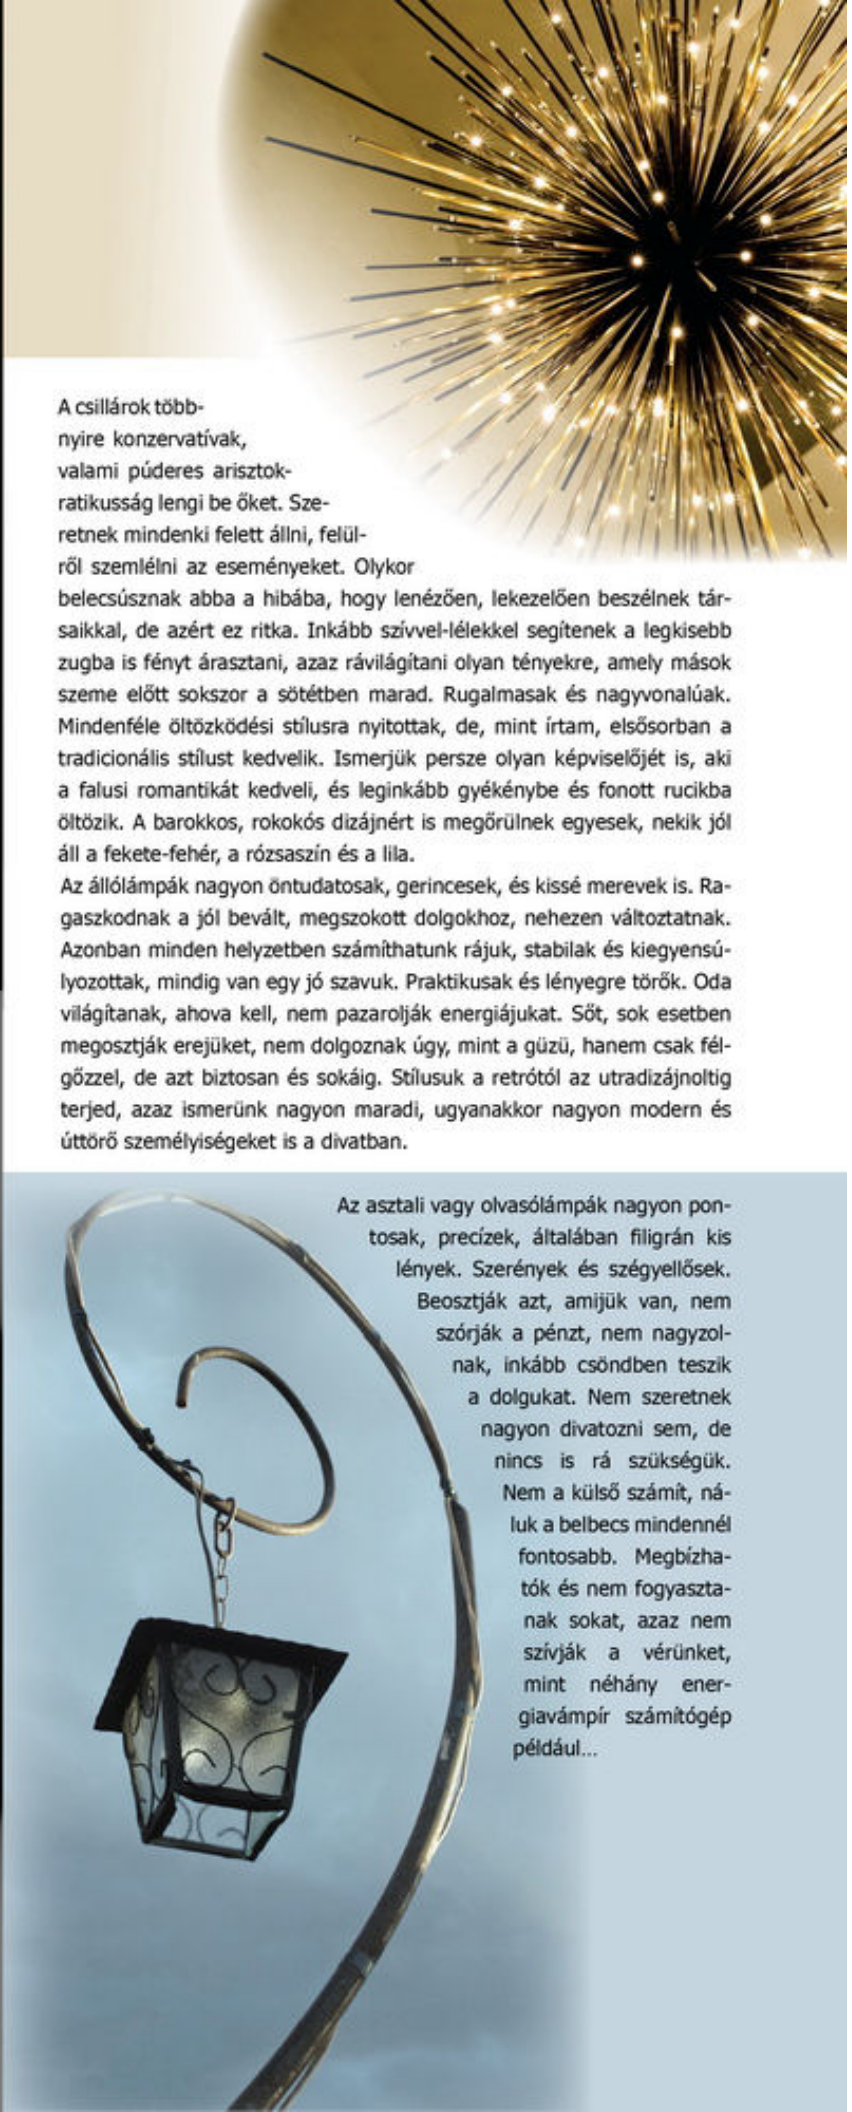 A csillárok több-
nyire konzervatívak,
valami púderes arisztok-
ratikusság lengi be őket. Sze-
retnek mindenki felett állni, felül-
ről szemlélni az eseményeket. Olykor
belecsúsznak abba a hibába, hogy lenézően, lekezelően beszélnek tár-
saikkal, de azért ez ritka. Inkább szívvel-lélekkel segítenek a legkisebb
zugba is fényt árasztani, azaz rávilágítani olyan tényekre, amely mások
szeme előtt sokszor a sötétben marad. Rugalmasak és nagyvonalúak.
Mindenféle öltözködési stílusra nyitottak, de, mint írtam, elsősorban a
tradicionális stílust kedvelik. Ismerjük persze olyan képviselőjét is, aki
a falusi romantikát kedveli, és leginkább gyékénybe és fonott rucikba
öltözik. A barokkos, rokokós dizájnért is megőrülnek egyesek, nekik jól
áll a fekete-fehér, a rózsaszín és a lila.
Az állólámpák nagyon öntudatosak, gerincesek, és kissé merevek is. Ra-
gaszkodnak a jól bevált, megszokott dolgokhoz, nehezen változtatnak.
Azonban minden helyzetben számíthatunk rájuk, stabilak és kiegyensú-
lyozottak, mindig van egy jó szavuk. Praktikusak és lényegre törők. Oda
világítanak, ahova kell, nem pazarolják energiájukat. Sőt, sok esetben
megosztják erejüket, nem dolgoznak úgy, mint a güzü, hanem csak fél-
gőzzel, de azt biztosan és sokáig. Stílusuk a retrótól az utradizájnoltig
terjed, azaz ismerünk nagyon maradi, ugyanakkor nagyon modern és
úttörő személyiségeket is a divatban.
Az asztali vagy olvasólámpák nagyon pon-
tosak, precízek, általában filigrán kis
lények. Szerények és szégyellősek.
Beosztják azt, amijük van, nem
szórják a pénzt, nem nagyzol-
nak, inkább csöndben teszik
a dolgukat. Nem szeretnek
nagyon divatozni sem, de
nincs is rá szükségük.
Nem a külső számít, ná-
luk a belbecs mindennél
fontosabb. Megbízha-
tók és nem fogyaszta-
nak sokat, azaz nem
szívják a vérünket,
mint néhány ener-
giavámpír számítógép
például...